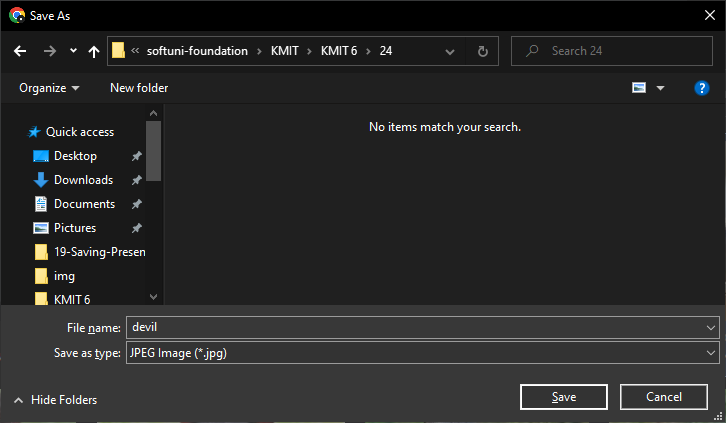 Save As
« softuni-foundation › KMIT › KMIT 6 › 24
Search 24
Organize New folder
No items match your search.
Quick access
Desktop
Downloads
Documents
Pictures
19-Saving-Presen
img
KMIT 6
File name: devil
Save as type: JPEG Image (*.jpg)
Hide Folders Save Cancel